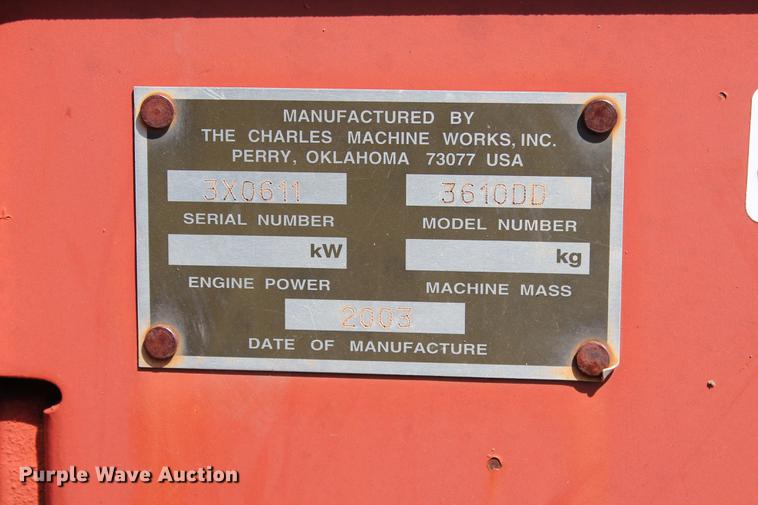 MANUFACTURED BY
THE CHARLES MACHINE WORKS, INC.
PERRY, OKLAHOMA 73077 USA
3X0611 3610DD
SERIAL NUMBER MODEL NUMBER
kW kg
ENGINE POWER MACHINE MASS
2003
DATE OF MANUFACTURE
Purple Wave Auction